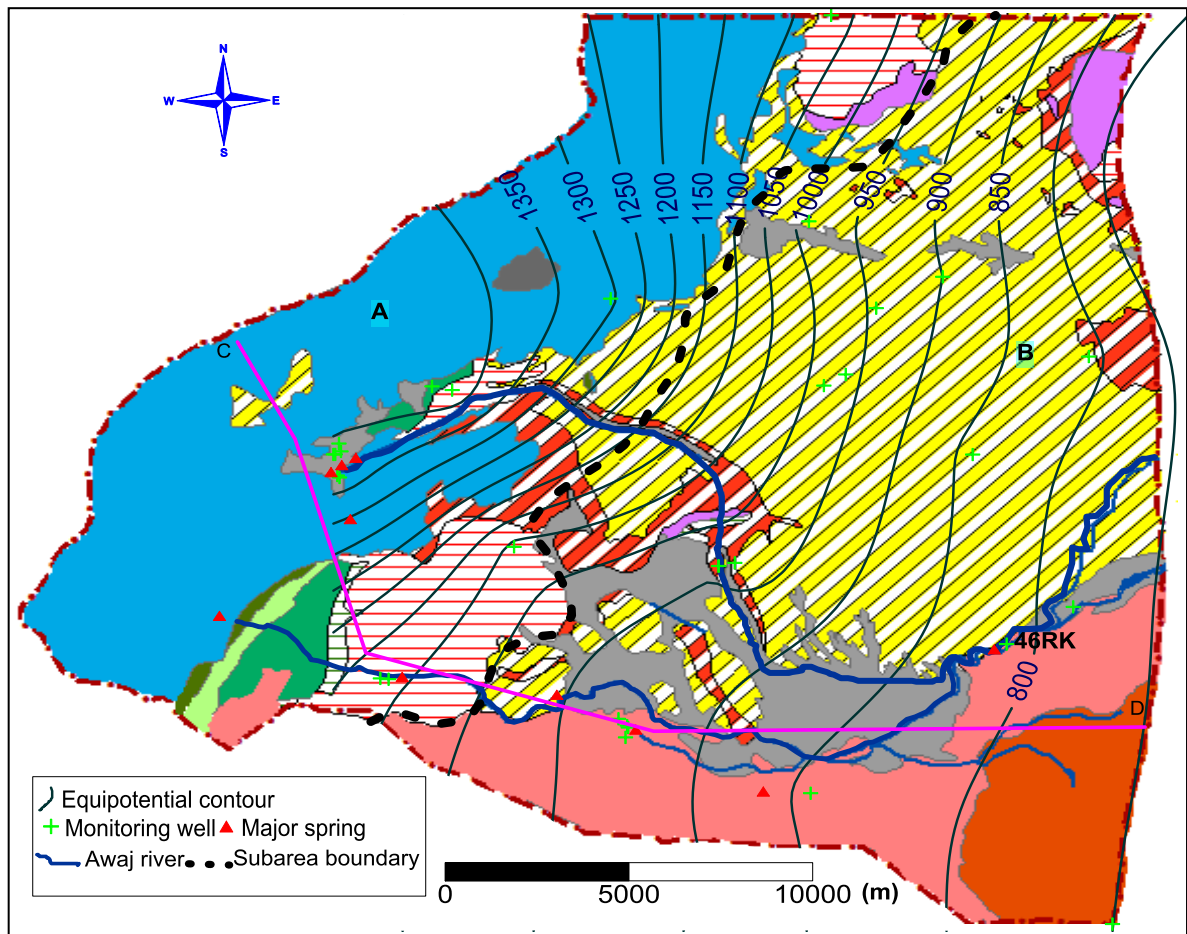 N
W E
S
1350
1300
1250
1200
1150
1100
1050
1000
950
900
850
A
C
B
46RK
800
D
Equipotential contour
Monitoring well Major spring
Awaj river Subarea boundary
0 5000 10000 (m)